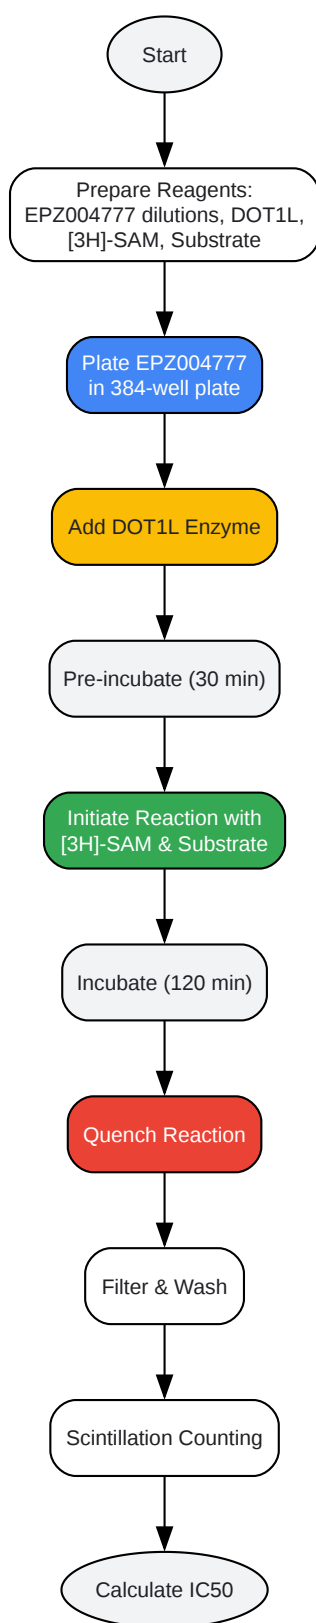 Start
Prepare Reagents:
EPZ004777 dilutions, DOT1L,
[3H]-SAM, Substrate
Plate EPZ004777
in 384-well plate
Add DOT1L Enzyme
Pre-incubate (30 min)
Initiate Reaction with
[3H]-SAM & Substrate
Incubate (120 min)
Quench Reaction
Filter & Wash
Scintillation Counting
Calculate IC50